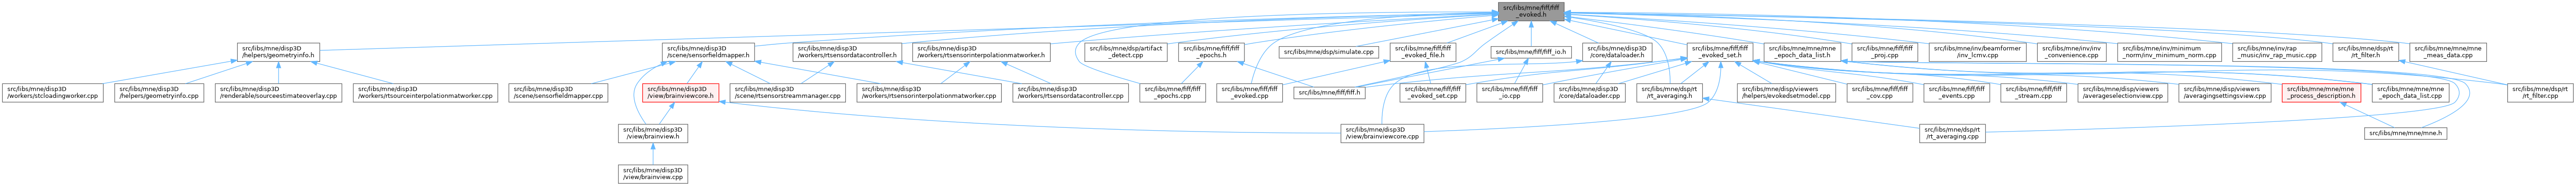 src/libs/mne/fiff/fiff
_evoked.h
src/libs/mne/disp3D
/helpers/geometryinfo.h
src/libs/mne/disp3D
/scene/sensorfieldmapper.h
src/libs/mne/disp3D
/workers/rtsensordatacontroller.h
src/libs/mne/disp3D
/workers/rtsensorinterpolationmatworker.h
src/libs/mne/dsp/artifact
_detect.cpp
src/libs/mne/fiff/fiff
_epochs.h
src/libs/mne/dsp/simulate.cpp
src/libs/mne/fiff/fiff
_evoked_file.h
src/libs/mne/fiff/fiff_io.h
src/libs/mne/disp3D
/core/dataloader.h
src/libs/mne/fiff/fiff
_evoked_set.h
src/libs/mne/mne/mne
_epoch_data_list.h
src/libs/mne/fiff/fiff
_proj.cpp
src/libs/mne/inv/beamformer
/inv_lcmv.cpp
src/libs/mne/inv/inv
_convenience.cpp
src/libs/mne/inv/minimum
_norm/inv_minimum_norm.cpp
src/libs/mne/inv/rap
_music/inv_rap_music.cpp
src/libs/mne/dsp/rt
/rt_filter.h
src/libs/mne/mne/mne
_meas_data.cpp
src/libs/mne/disp3D
/workers/stcloadingworker.cpp
src/libs/mne/disp3D
/helpers/geometryinfo.cpp
src/libs/mne/disp3D
/renderable/sourceestimateoverlay.cpp
src/libs/mne/disp3D
/workers/rtsourceinterpolationmatworker.cpp
src/libs/mne/disp3D
/scene/sensorfieldmapper.cpp
src/libs/mne/disp3D
/view/brainviewcore.h
src/libs/mne/disp3D
/scene/rtsensorstreammanager.cpp
src/libs/mne/disp3D
/workers/rtsensorinterpolationmatworker.cpp
src/libs/mne/disp3D
/workers/rtsensordatacontroller.cpp
src/libs/mne/fiff/fiff
_epochs.cpp
src/libs/mne/fiff/fiff
_evoked.cpp
src/libs/mne/fiff/fiff.h
src/libs/mne/fiff/fiff
_evoked_set.cpp
src/libs/mne/fiff/fiff
_io.cpp
src/libs/mne/disp3D
/core/dataloader.cpp
src/libs/mne/dsp/rt
/rt_averaging.h
src/libs/mne/disp/viewers
/helpers/evokedsetmodel.cpp
src/libs/mne/fiff/fiff
_cov.cpp
src/libs/mne/fiff/fiff
_events.cpp
src/libs/mne/fiff/fiff
_stream.cpp
src/libs/mne/disp/viewers
/averageselectionview.cpp
src/libs/mne/disp/viewers
/averagingsettingsview.cpp
src/libs/mne/mne/mne
_process_description.h
src/libs/mne/mne/mne
_epoch_data_list.cpp
src/libs/mne/dsp/rt
/rt_filter.cpp
src/libs/mne/disp3D
/view/brainview.h
src/libs/mne/disp3D
/view/brainviewcore.cpp
src/libs/mne/dsp/rt
/rt_averaging.cpp
src/libs/mne/mne/mne.h
src/libs/mne/disp3D
/view/brainview.cpp